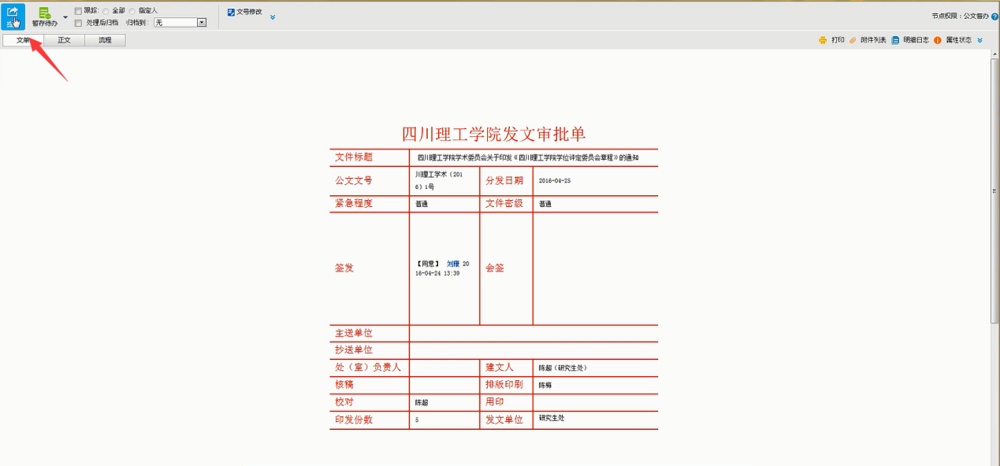 跟踪: 全部 指定人
暂存待办
处理后归档 归档到: 无
文号修改
节点权限：公文督办
文单 正文 流程
打印 附件列表 明细日志 属性状态
四川理工学院发文审批单
文件标题 四川理工学院学术委员会关于印发《四川理工学院学位评定委员会章程》的通知
公文文号 川理工学术（201
6）1号 分发日期 2016-04-25
紧急程度 普通 文件密级 普通
签发 【同意】 刘康 20
16-04-24 13:39 会签
主送单位
抄送单位
处（室）负责人 建文人 陈超（研究生处）
核稿 排版印刷 陈梅
校对 陈超 用印
印发份数 5 发文单位 研究生处